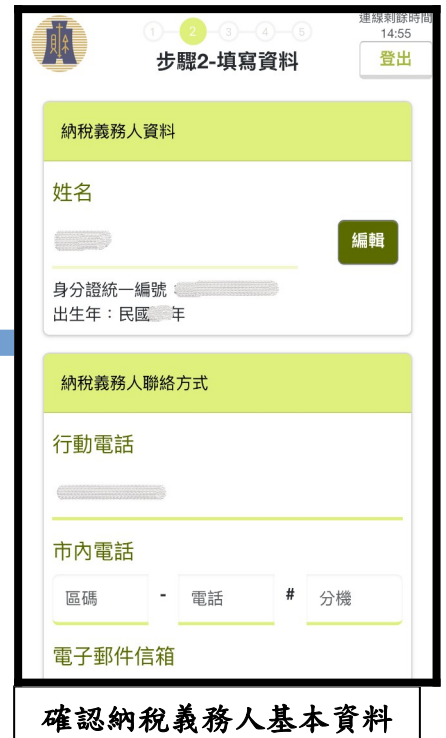 連線剩餘時間
1 2 3 4 5
14:55
財
步驟2-填寫資料
登出
納稅義務人資料
姓名
編輯
身分證統一編號：
出生年：民國 年
納稅義務人聯絡方式
行動電話
市內電話
區碼 - 電話 # 分機
電子郵件信箱
確認納稅義務人基本資料